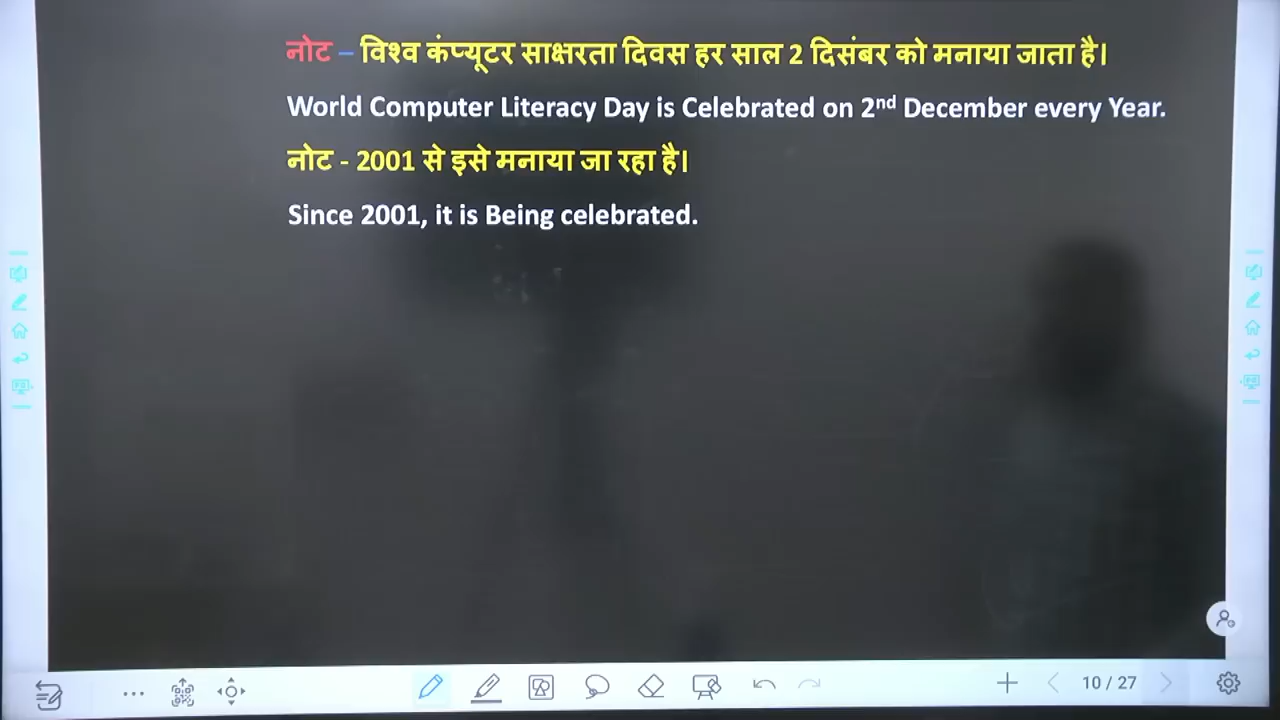 नोट – विश्व कंप्यूटर साक्षरता दिवस हर साल 2 दिसंबर को मनाया जाता है।
World Computer Literacy Day is Celebrated on 2nd December every Year.
नोट - 2001 से इसे मनाया जा रहा है।
Since 2001, it is Being celebrated.
10 / 27